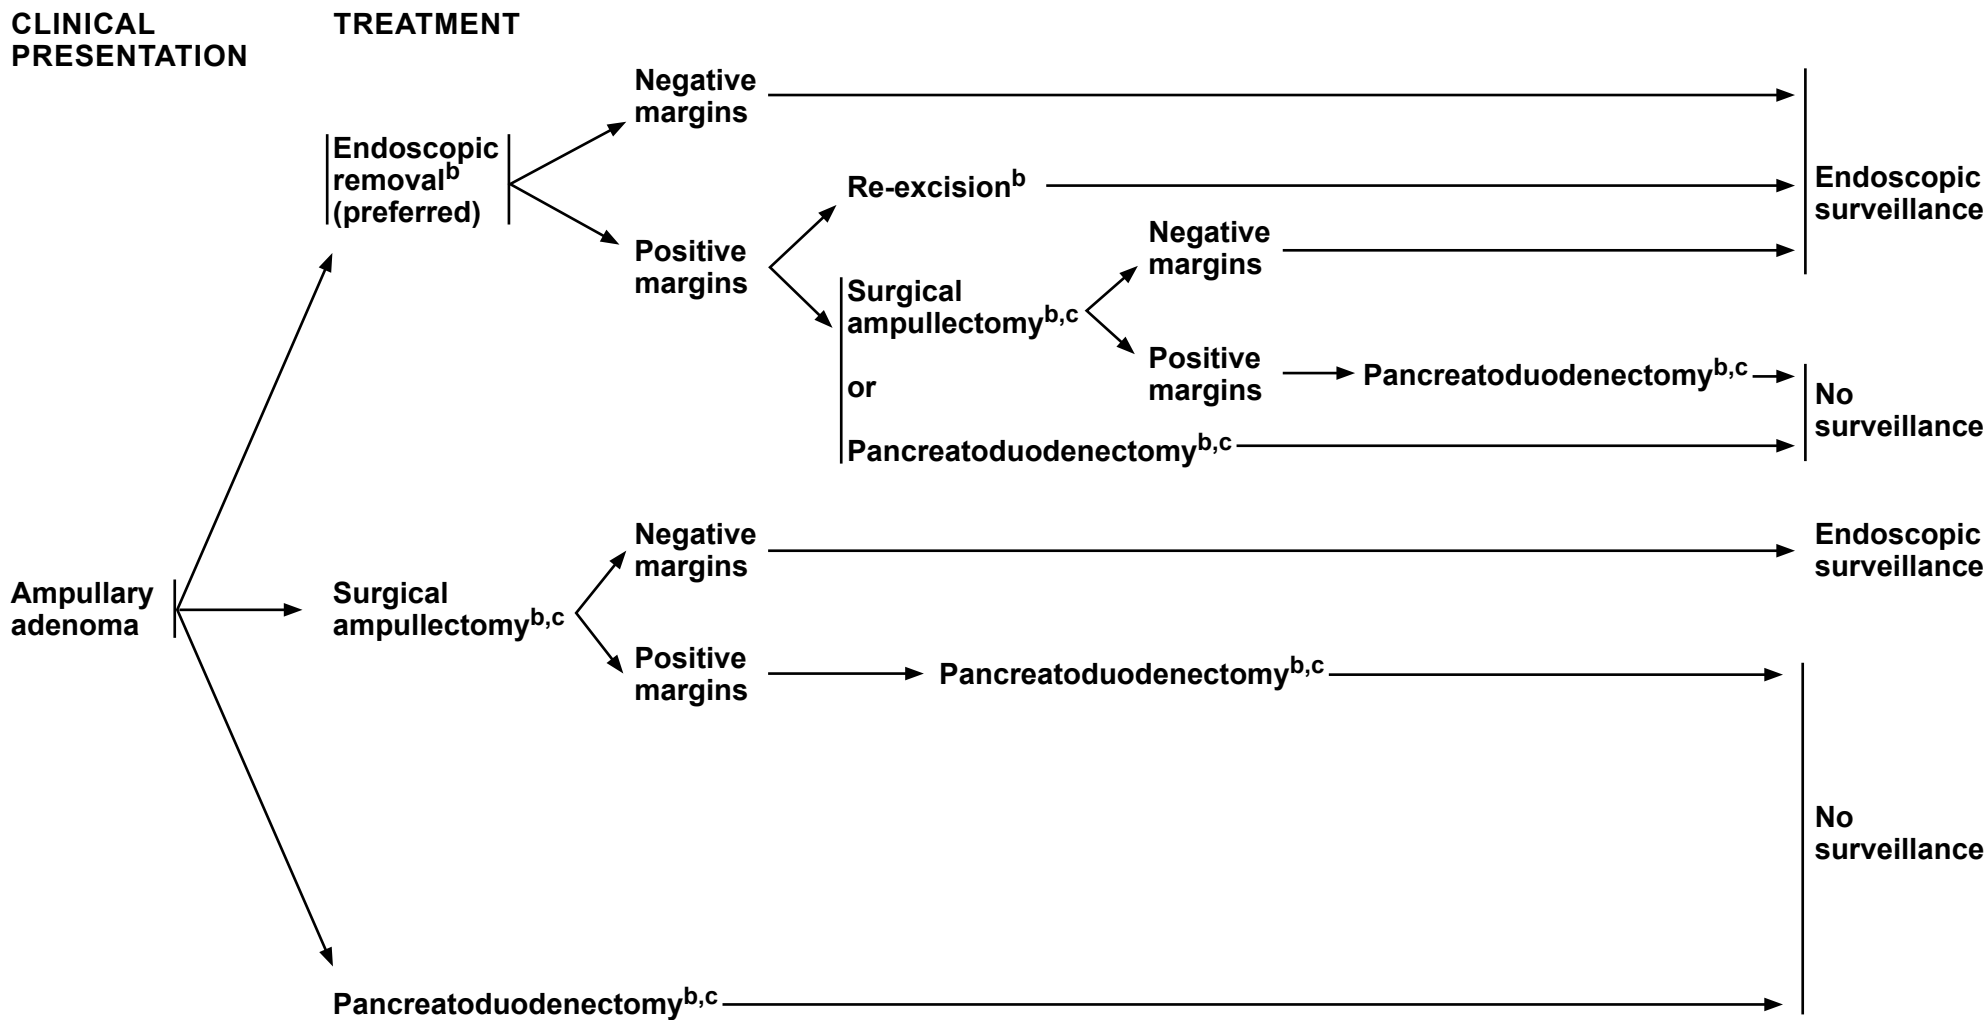 CLINICAL
PRESENTATION
TREATMENT
Negative
margins
Endoscopic
removalb
(preferred)
Positive
margins
Re-excisionb
Negative
margins
Surgical
ampullectomyb,c
Positive
margins
Pancreatoduodenectomyb,c
or
Pancreatoduodenectomyb,c
Endoscopic
surveillance
No
surveillance
Ampullary
adenoma
Surgical
ampullectomyb,c
Negative
margins
Endoscopic
surveillance
Positive
margins
Pancreatoduodenectomyb,c
No
surveillance
Pancreatoduodenectomyb,c